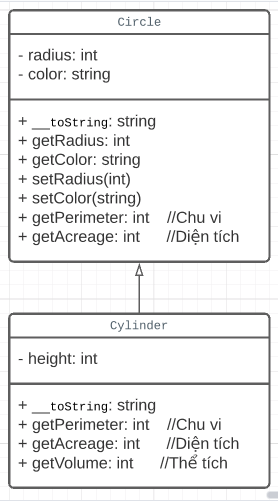 Circle
- radius: int
- color: string
+ __toString: string
+ getRadius: int
+ getColor: string
+ setRadius(int)
+ setColor(string)
+ getPerimeter: int //Chu vi
+ getAcreage: int //Diện tích
Cylinder
- height: int
+ __toString: string
+ getPerimeter: int //Chu vi
+ getAcreage: int //Diện tích
+ getVolume: int //Thể tích